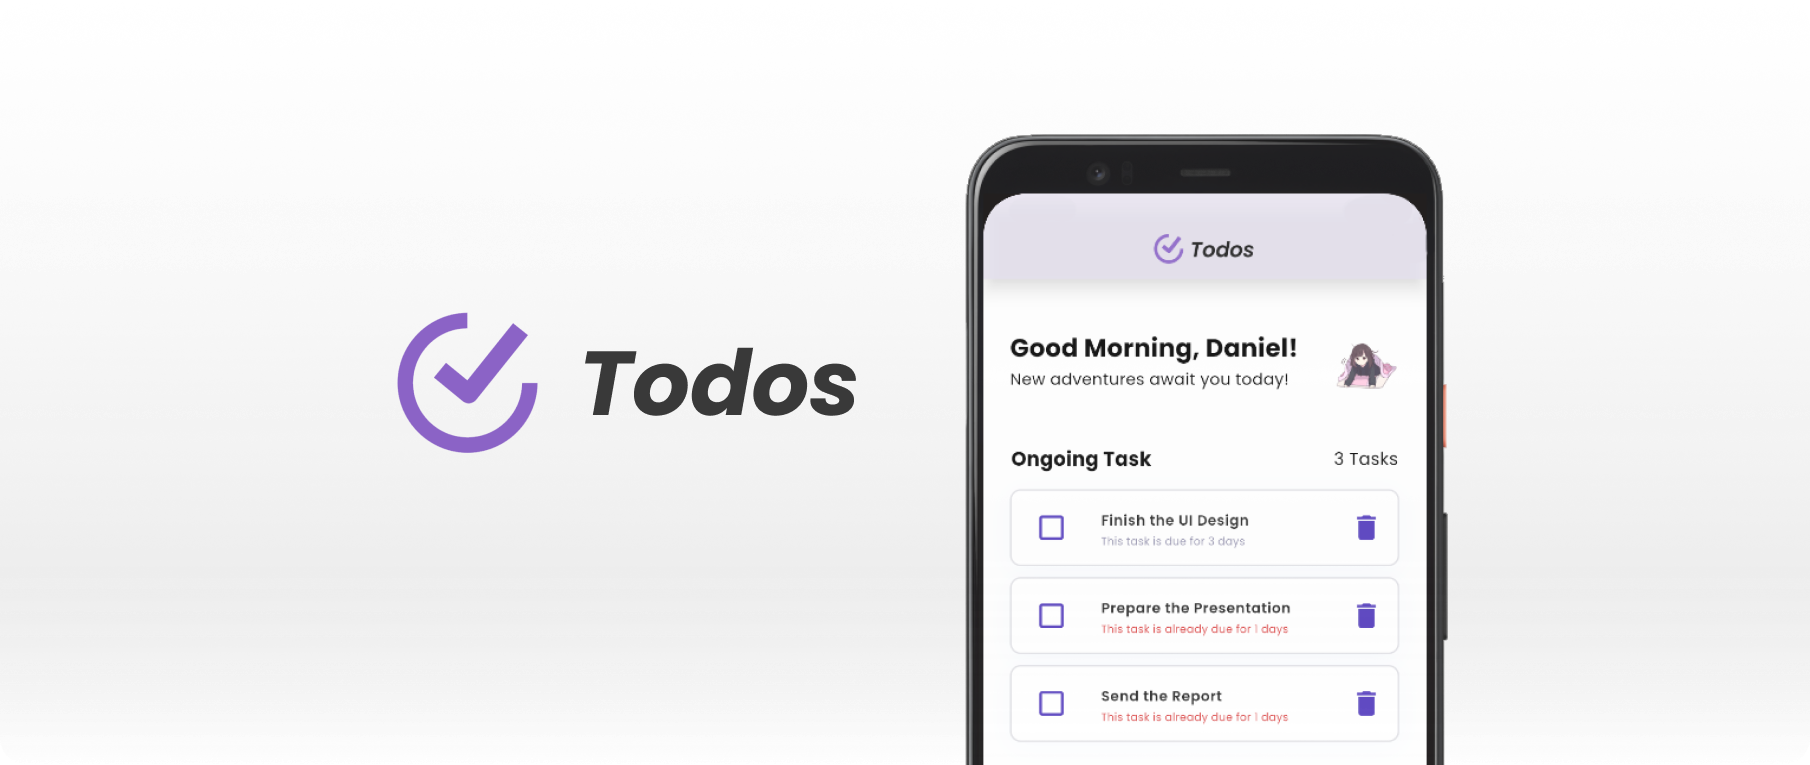 Todos
Todos
Good Morning, Daniel!
New adventures await you today!
Ongoing Task
3 Tasks
Finish the UI Design
This task is due for 3 days
Prepare the Presentation
This task is already due for 1 days
Send the Report
This task is already due for 1 days